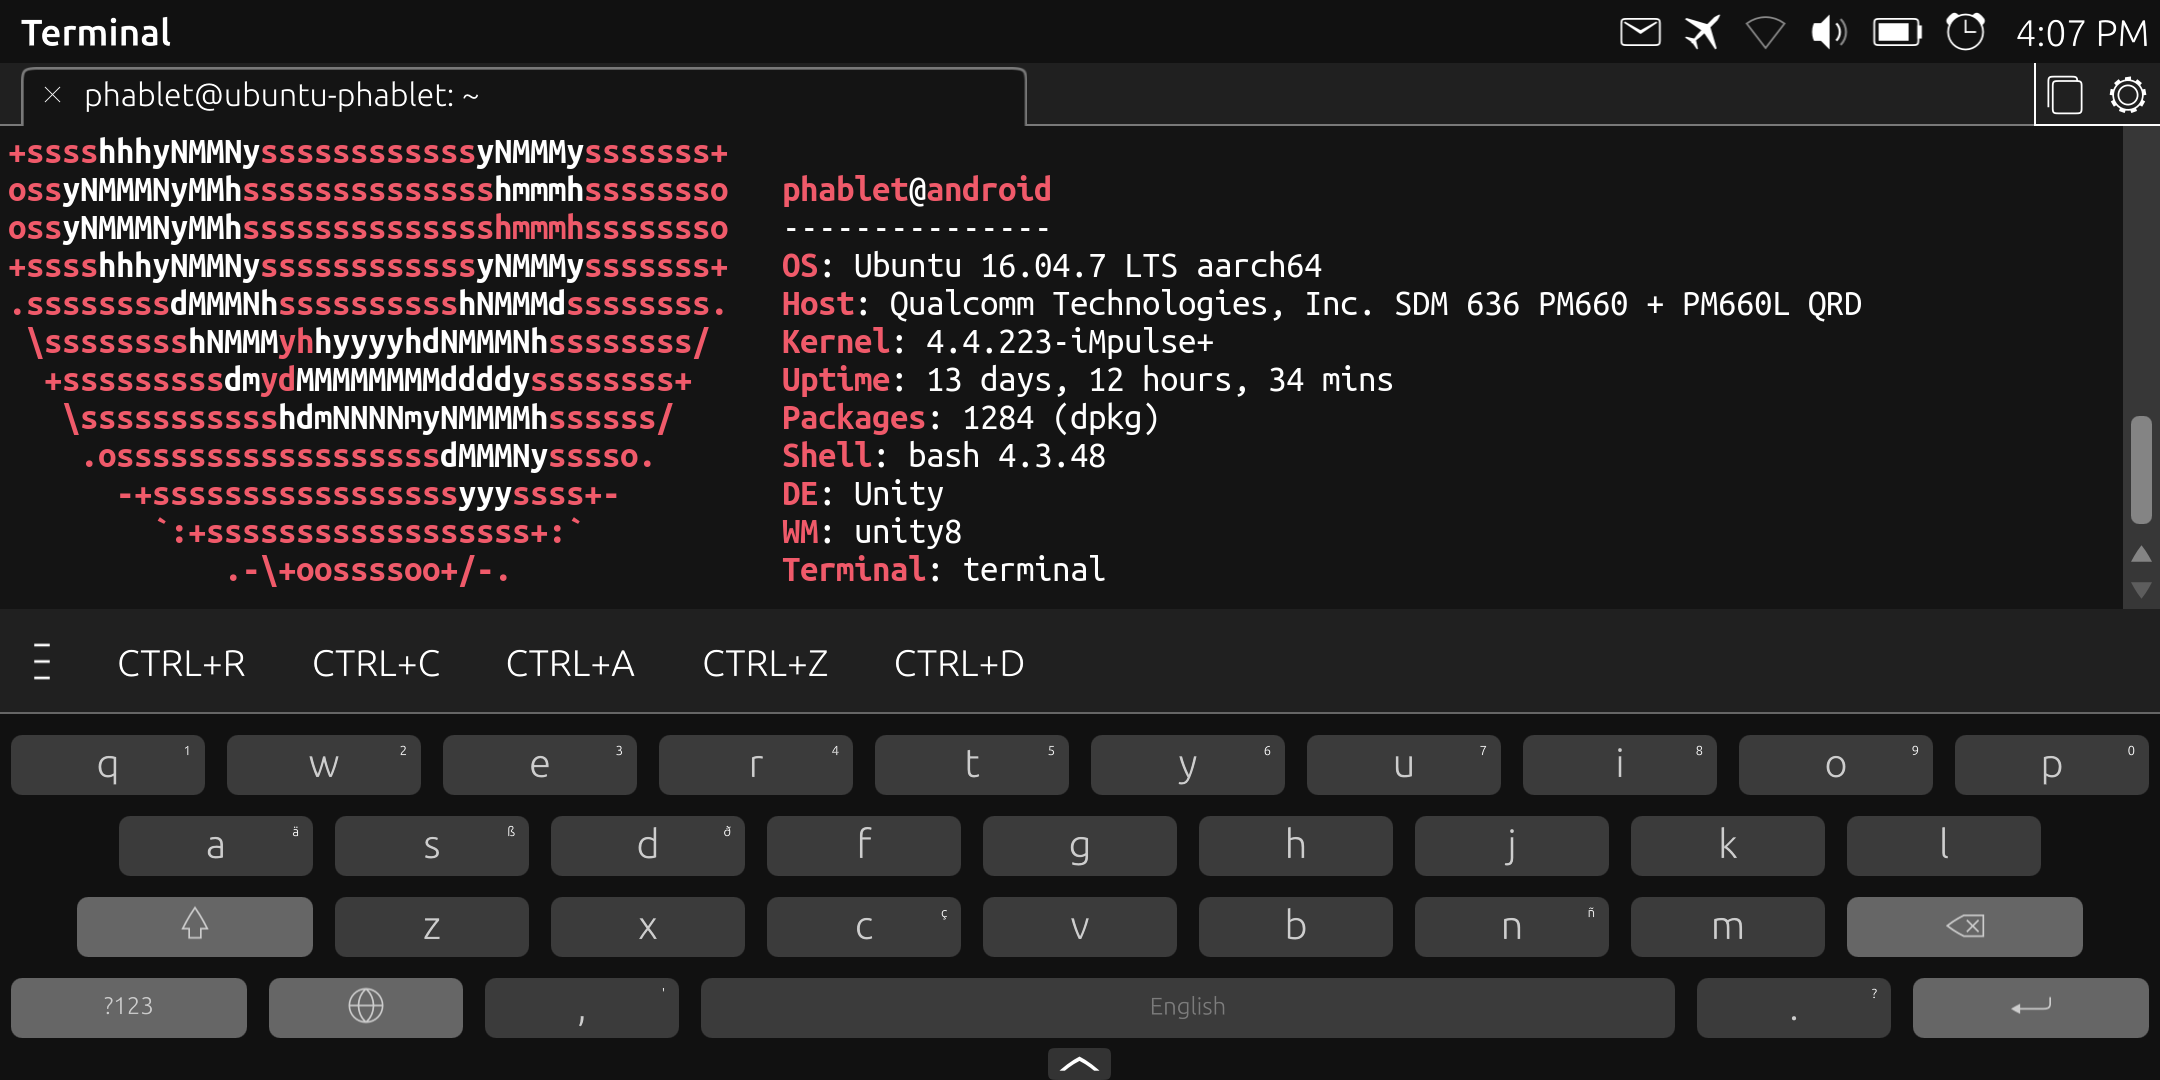 Terminal 4:07 PM
× phablet@ubuntu-phablet: ~
+sssshhhyNMMNyssssssssssssyNMMMysssssss+
ossyNMMMNyMMhsssssssssssssshmmmhssssssso phablet@android
ossyNMMMNyMMhsssssssssssssshmmmhssssssso ---------------
+sssshhhyNMMNyssssssssssssyNMMMysssssss+ OS: Ubuntu 16.04.7 LTS aarch64
.ssssssssdMMMNhsssssssssshNMMMdssssssss. Host: Qualcomm Technologies, Inc. SDM 636 PM660 + PM660L QRD
\sssssssshNMMMyhhyyyyhdNMMMNhssssssss/ Kernel: 4.4.223-iMpulse+
+sssssssssdmydMMMMMMMMddddyssssssss+ Uptime: 13 days, 12 hours, 34 mins
\ssssssssssshdmNNNNmyNMMMMhssssss/ Packages: 1284 (dpkg)
.ossssssssssssssssssdMMMNysssso. Shell: bash 4.3.48
-+sssssssssssssssssyyyssss+- DE: Unity
`:+ssssssssssssssssss+:` WM: unity8
.-\+oossssoo+/-. Terminal: terminal
CTRL+R CTRL+C CTRL+A CTRL+Z CTRL+D
q 1 w 2 e 3 r 4 t 5 y 6 u 7 i 8 o 9 p 0
a ä s ß d ð f g h j k l
z x c ç v b n ñ m
?123 , ' English . ?